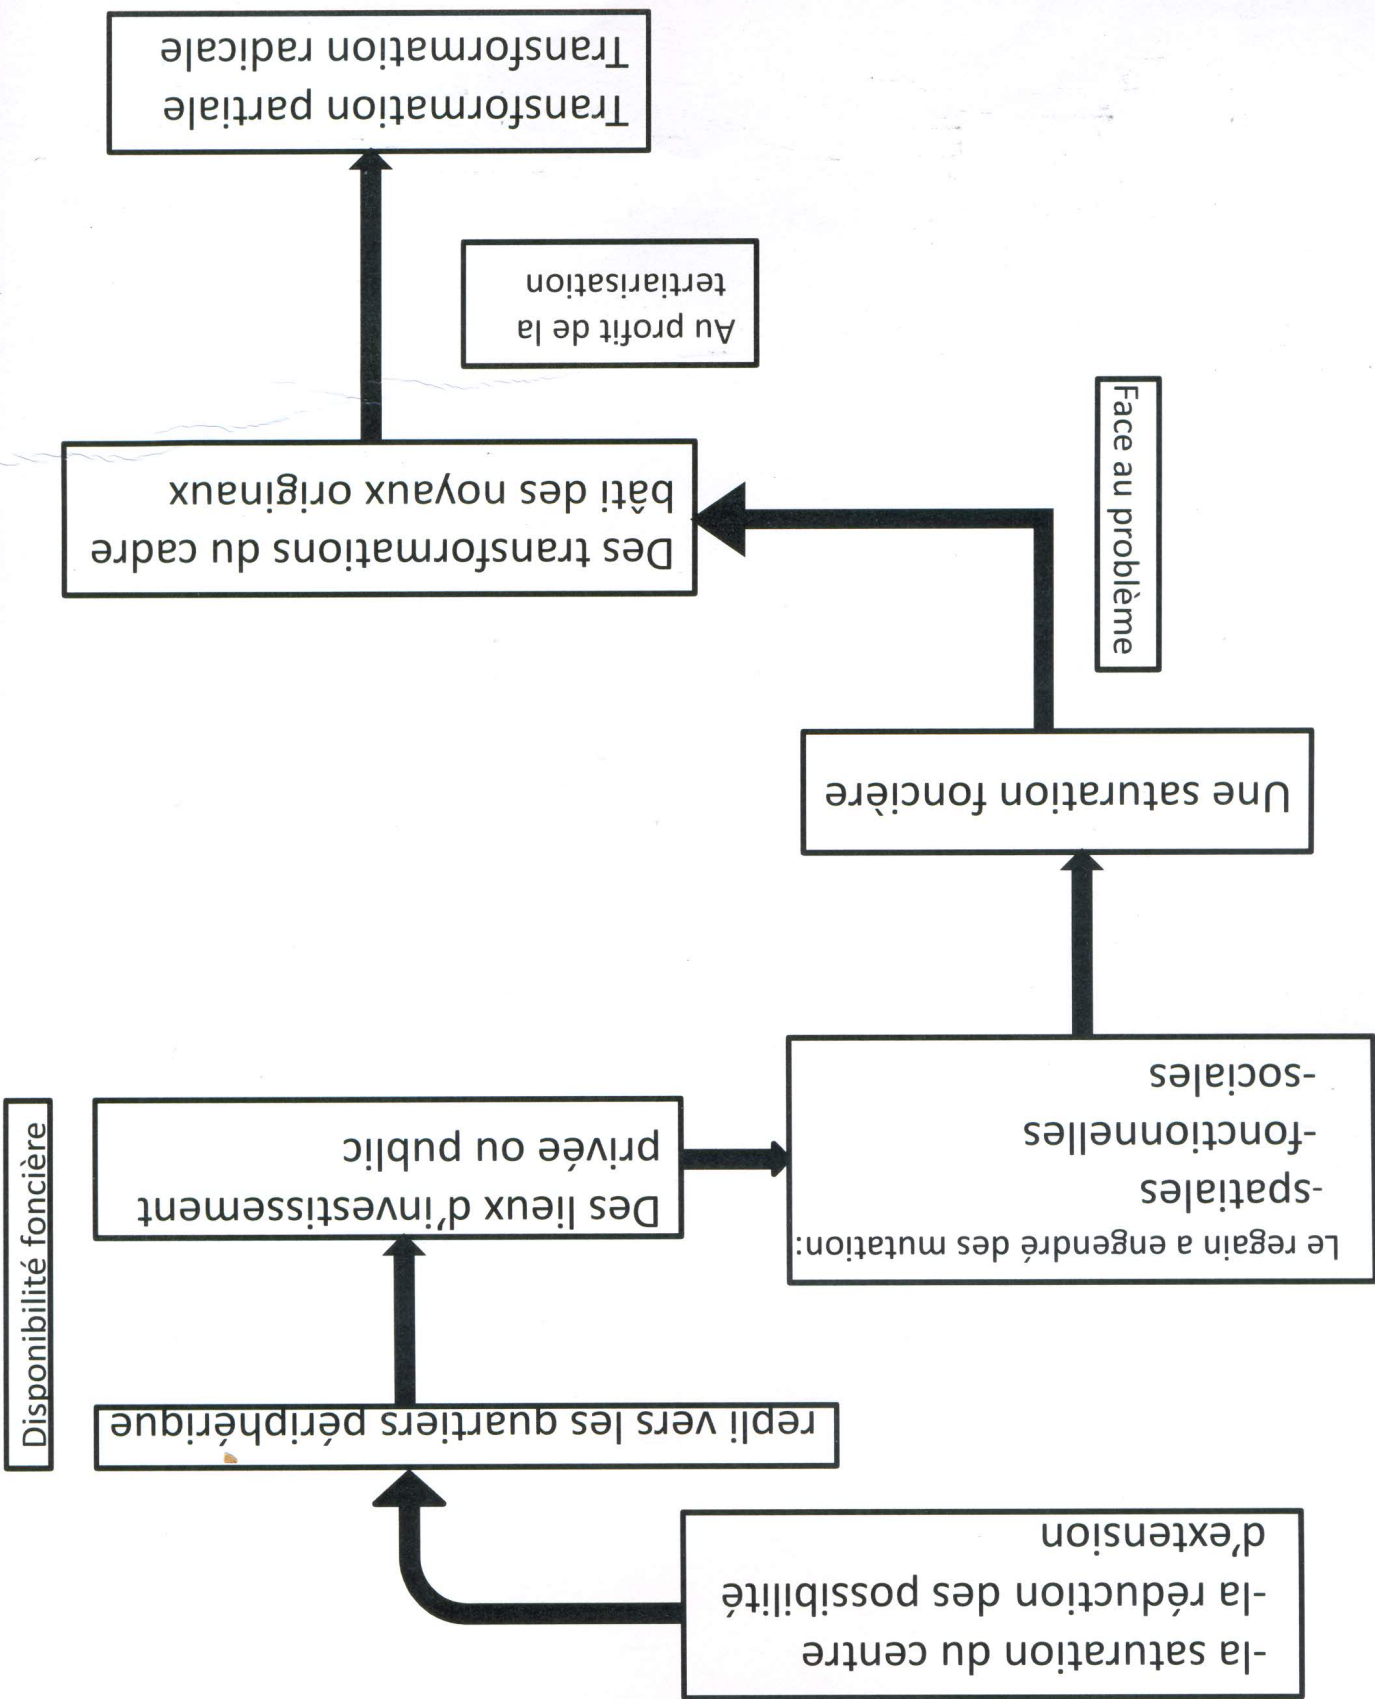 -la saturation du centre
-la réduction des possibilité
d'extension
repli vers les quartiers périphérique
Disponibilité foncière
Des lieux d'investissement
privée ou public
Le regain a engendré des mutation:
-spatiales
-fonctionnelles
-sociales
Une saturation foncière
Face au problème
Des transformations du cadre
bâti des noyaux originaux
Au profit de la
tertiarisation
Transformation partiale
Transformation radicale